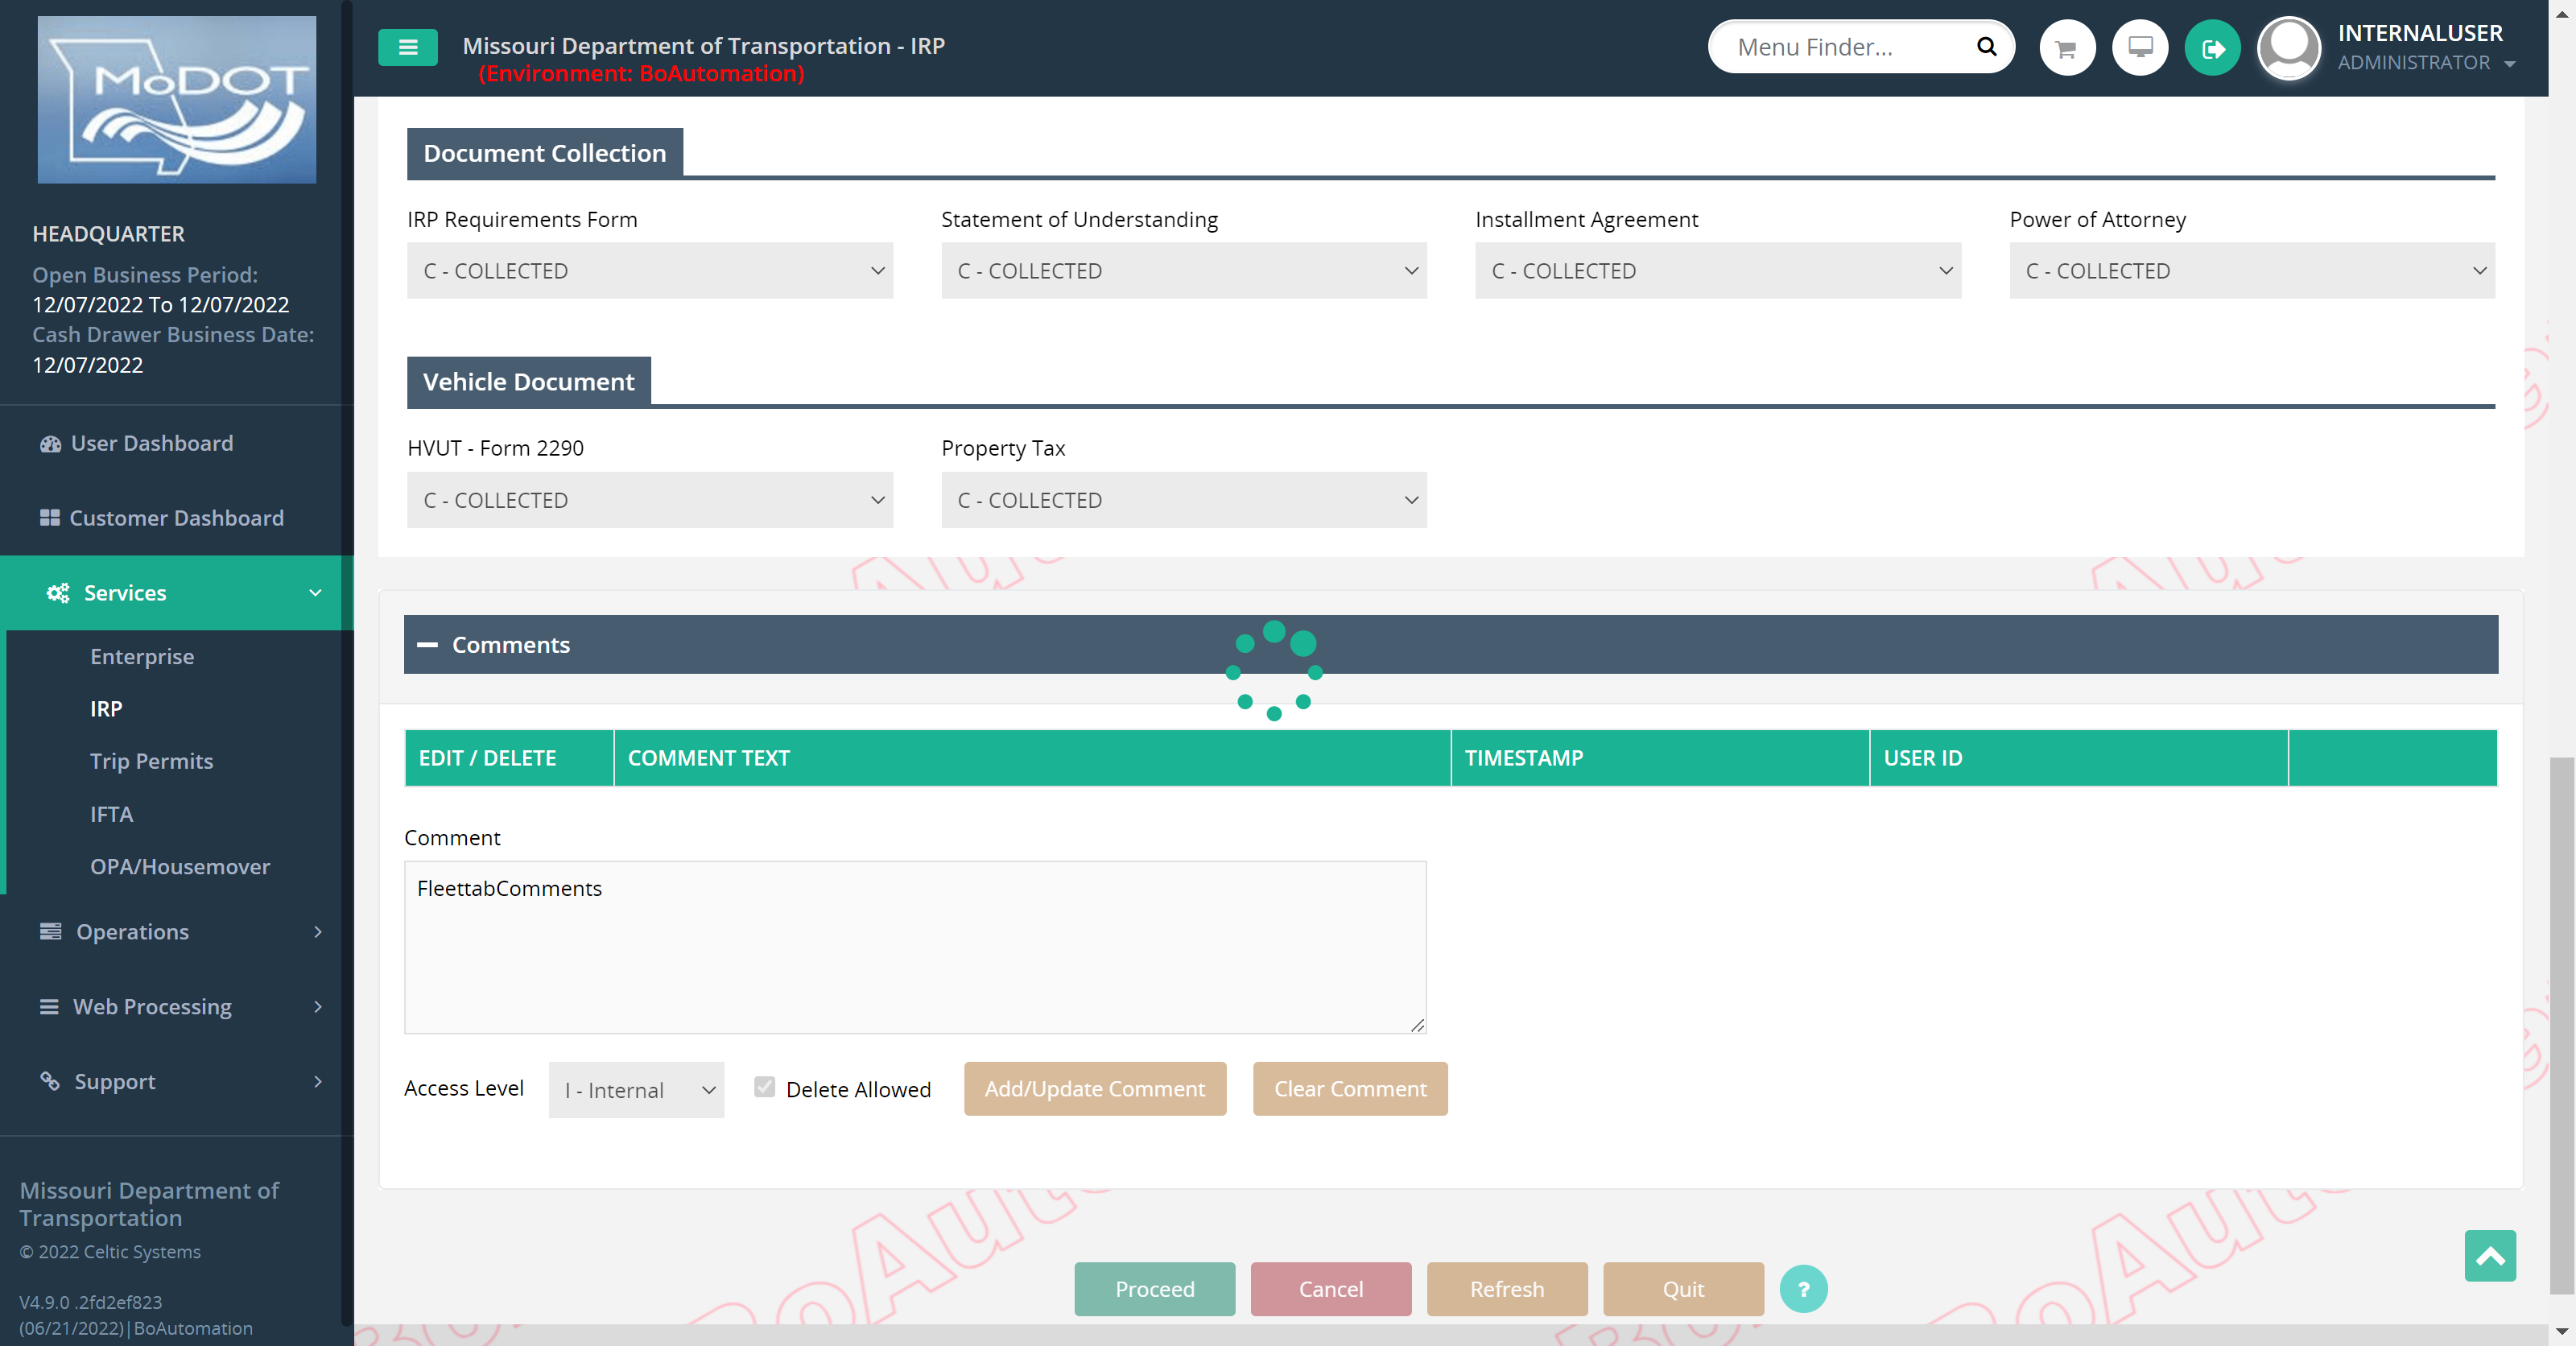 MoDOT
Missouri Department of Transportation - IRP
(Environment: BoAutomation)
Menu Finder...
INTERNALUSER
ADMINISTRATOR
HEADQUARTER
Open Business Period:
12/07/2022 To 12/07/2022
Cash Drawer Business Date:
12/07/2022
User Dashboard
Customer Dashboard
Services
Enterprise
IRP
Trip Permits
IFTA
OPA/Housemover
Operations
Web Processing
Support
Missouri Department of
Transportation
© 2022 Celtic Systems
V4.9.0 .2fd2ef823
(06/21/2022)|BoAutomation
Document Collection
IRP Requirements Form
Statement of Understanding
Installment Agreement
Power of Attorney
C - COLLECTED
C - COLLECTED
C - COLLECTED
C - COLLECTED
Vehicle Document
HVUT - Form 2290
Property Tax
C - COLLECTED
C - COLLECTED
Comments
EDIT / DELETE
COMMENT TEXT
TIMESTAMP
USER ID
Comment
FleettabComments
Access Level
I - Internal
Delete Allowed
Add/Update Comment
Clear Comment
Proceed
Cancel
Refresh
Quit
?